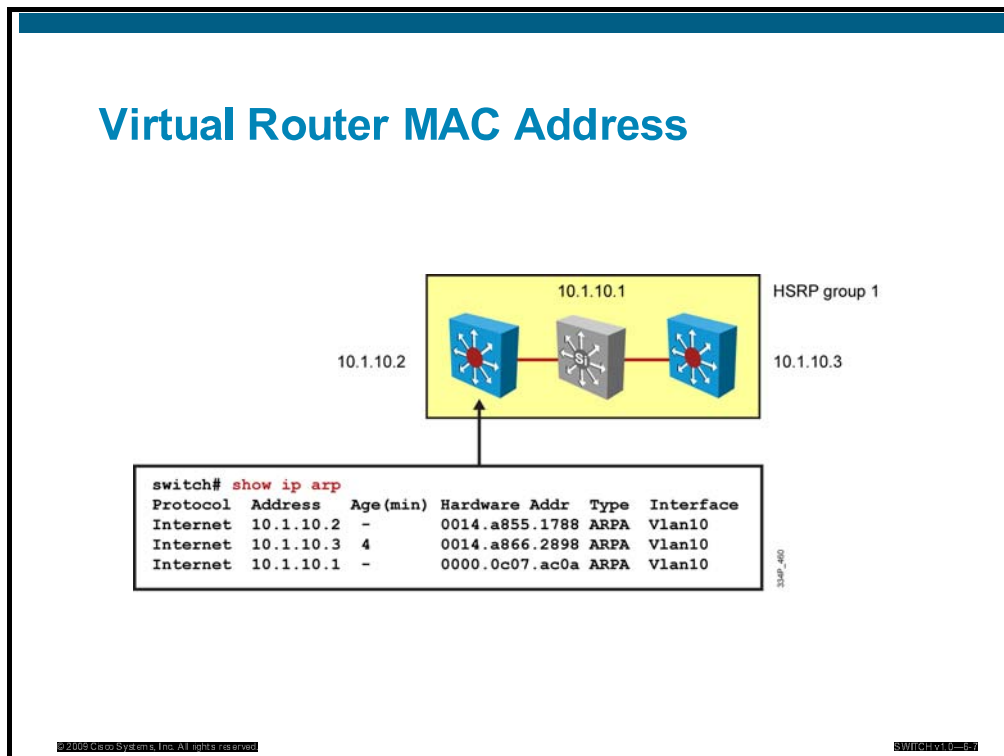 Virtual Router MAC Address
10.1.10.1
HSRP group 1
10.1.10.2
Si
10.1.10.3
switch# show ip arp
Protocol Address Age(min) Hardware Addr Type Interface
Internet 10.1.10.2 - 0014.a855.1788 ARPA Vlan10
Internet 10.1.10.3 4 0014.a866.2898 ARPA Vlan10
Internet 10.1.10.1 - 0000.0c07.ac0a ARPA Vlan10
334P_460
© 2009 Cisco Systems, Inc. All rights reserved.
SWITCH v1.0—6-7